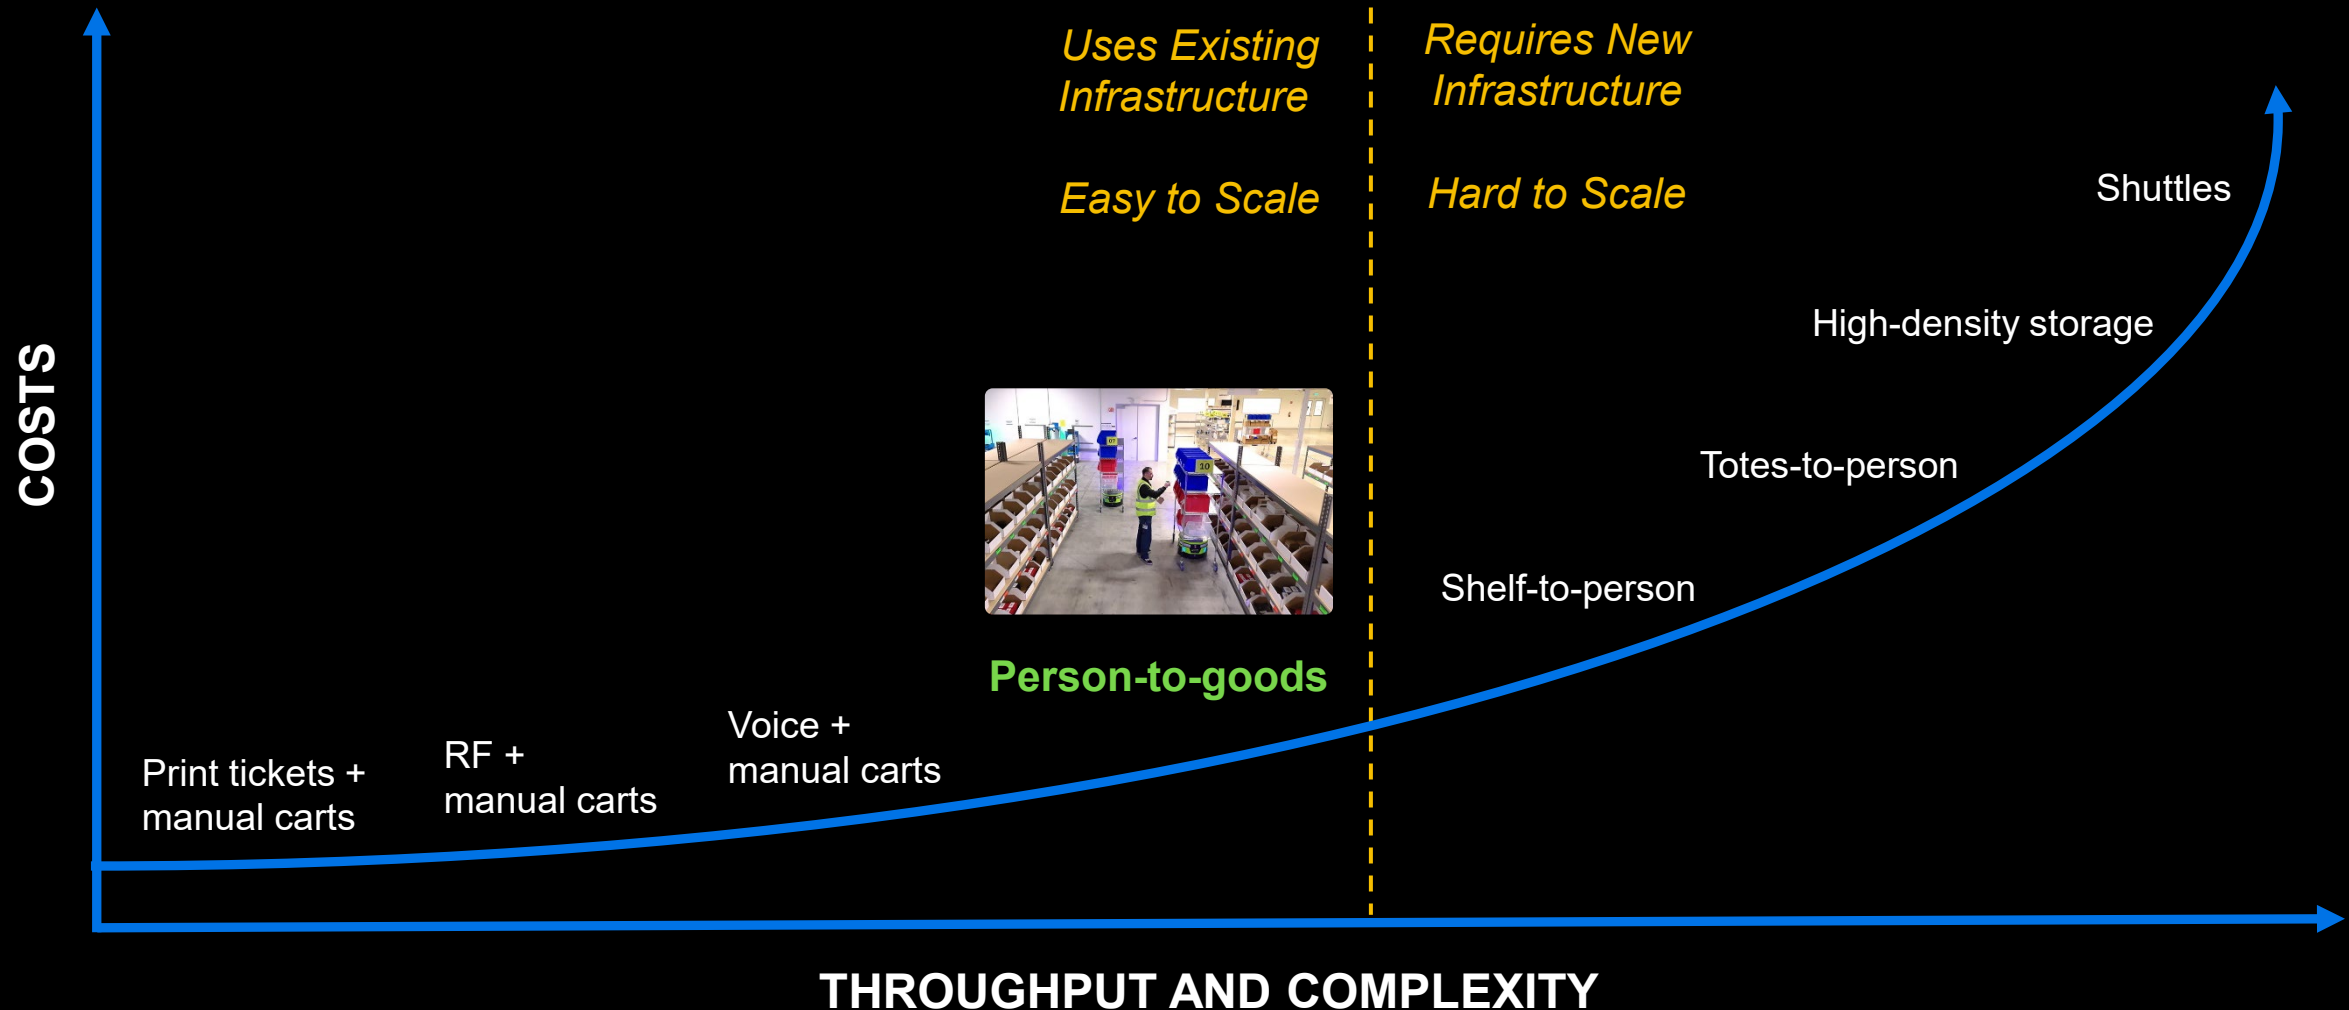 Uses Existing
Infrastructure
Easy to Scale
Requires New
Infrastructure
Hard to Scale
COSTS
Shuttles
High-density storage
Totes-to-person
Shelf-to-person
10
07
Person-to-goods
Voice +
manual carts
RF +
manual carts
Print tickets +
manual carts
THROUGHPUT AND COMPLEXITY